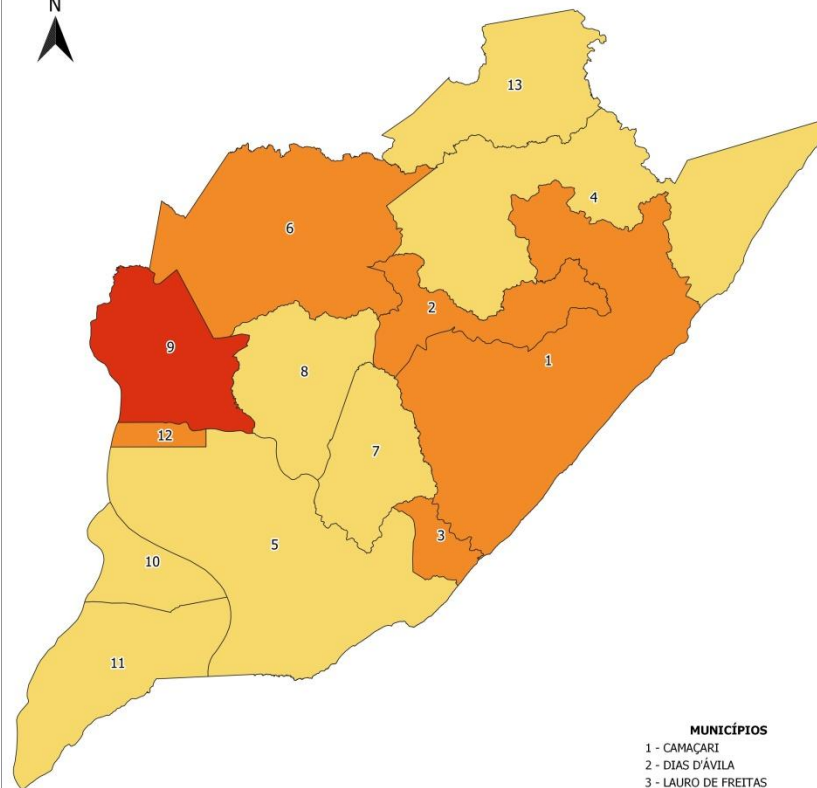 N
13
4
6
2
9
1
8
12
7
3
5
10
11
MUNICÍPIOS
1 - CAMAÇARI
2 - DIAS D'ÁVILA
3 - LAURO DE FREITAS